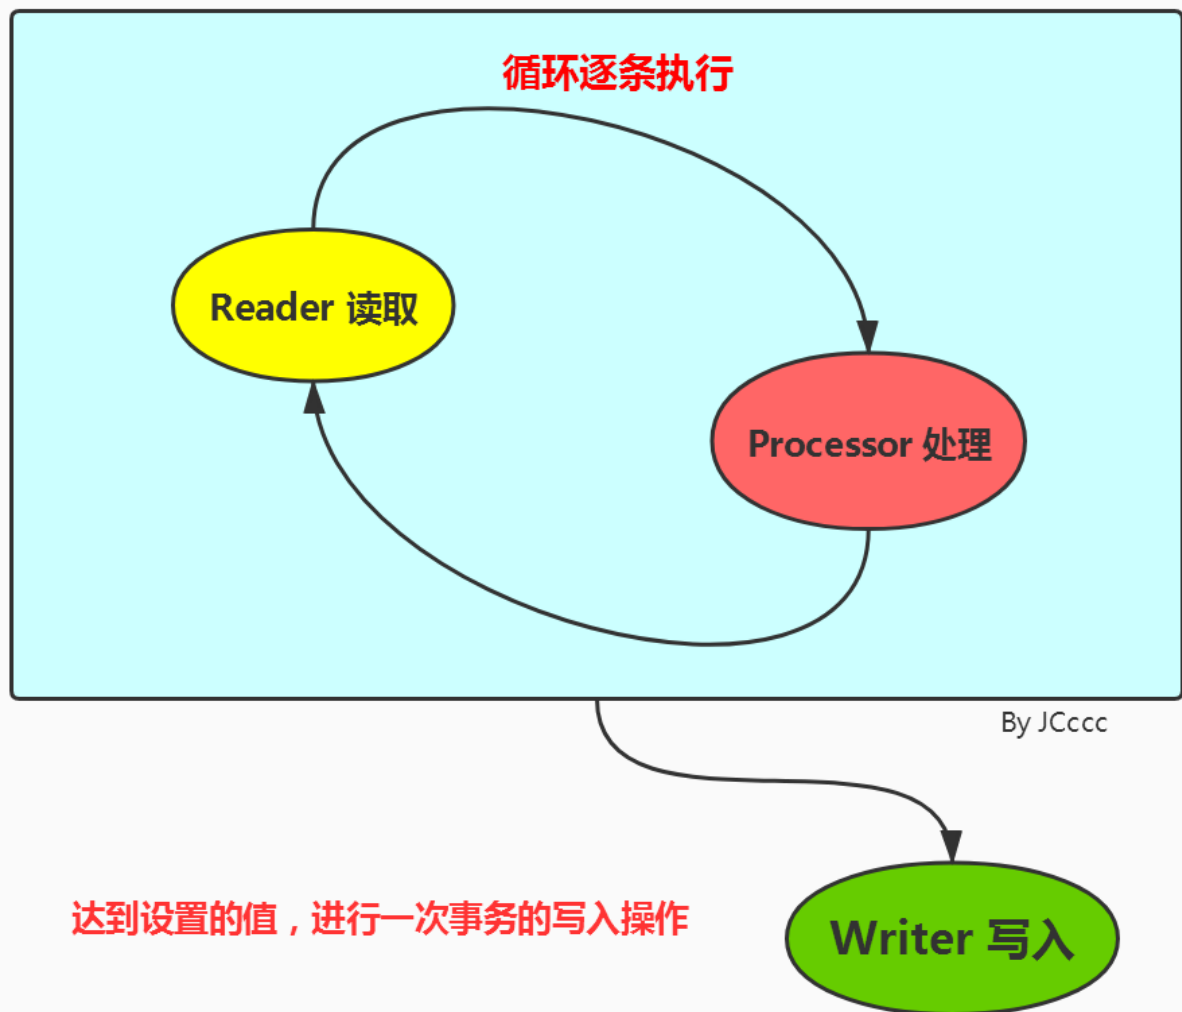 循环逐条执行
Reader 读取
Processor 处理
By JCccc
达到设置的值，进行一次事务的写入操作
Writer 写入